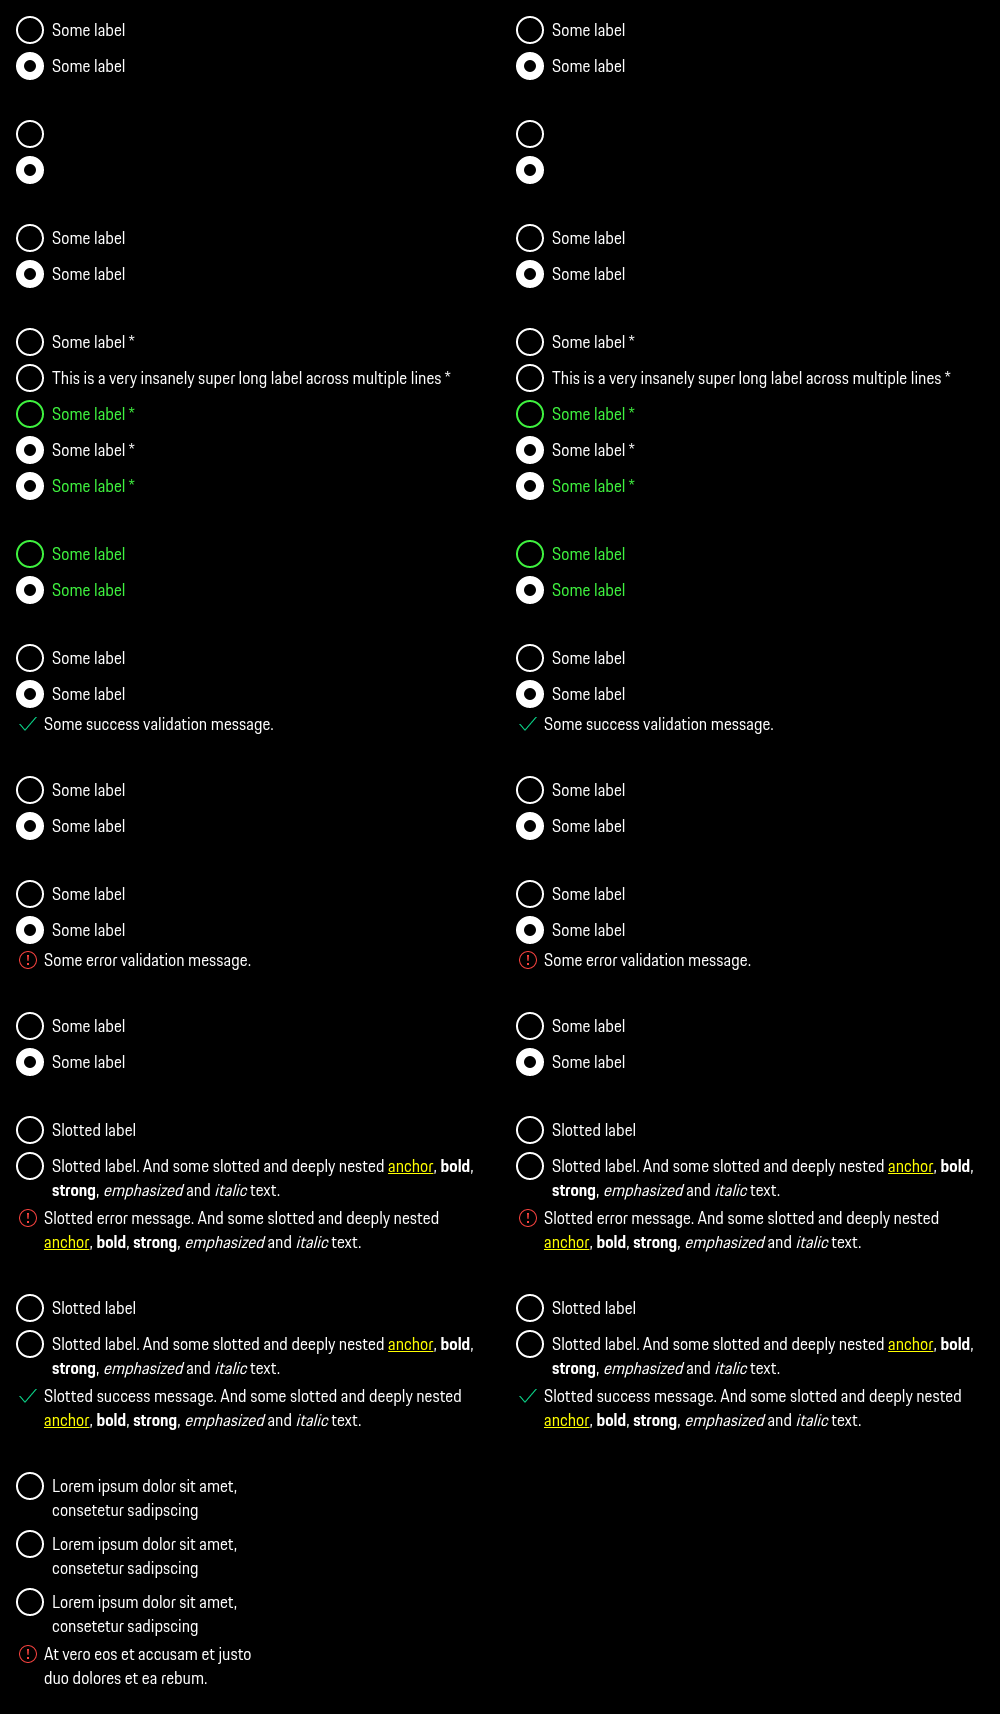 Some label
Some label
Some label
Some label
Some label *
This is a very insanely super long label across multiple lines *
Some label *
Some label *
Some label *
Some label
Some label
Some label
Some label
Some success validation message.
Some label
Some label
Some label
Some label
Some error validation message.
Some label
Some label
Slotted label
Slotted label. And some slotted and deeply nested anchor, bold,
strong, emphasized and italic text.
Slotted error message. And some slotted and deeply nested
anchor, bold, strong, emphasized and italic text.
Slotted label
Slotted label. And some slotted and deeply nested anchor, bold,
strong, emphasized and italic text.
Slotted success message. And some slotted and deeply nested
anchor, bold, strong, emphasized and italic text.
Lorem ipsum dolor sit amet,
consetetur sadipscing
Lorem ipsum dolor sit amet,
consetetur sadipscing
Lorem ipsum dolor sit amet,
consetetur sadipscing
At vero eos et accusam et justo
duo dolores et ea rebum.
Some label
Some label
Some label
Some label
Some label *
This is a very insanely super long label across multiple lines *
Some label *
Some label *
Some label *
Some label
Some label
Some label
Some label
Some success validation message.
Some label
Some label
Some label
Some label
Some error validation message.
Some label
Some label
Slotted label
Slotted label. And some slotted and deeply nested anchor, bold,
strong, emphasized and italic text.
Slotted error message. And some slotted and deeply nested
anchor, bold, strong, emphasized and italic text.
Slotted label
Slotted label. And some slotted and deeply nested anchor, bold,
strong, emphasized and italic text.
Slotted success message. And some slotted and deeply nested
anchor, bold, strong, emphasized and italic text.